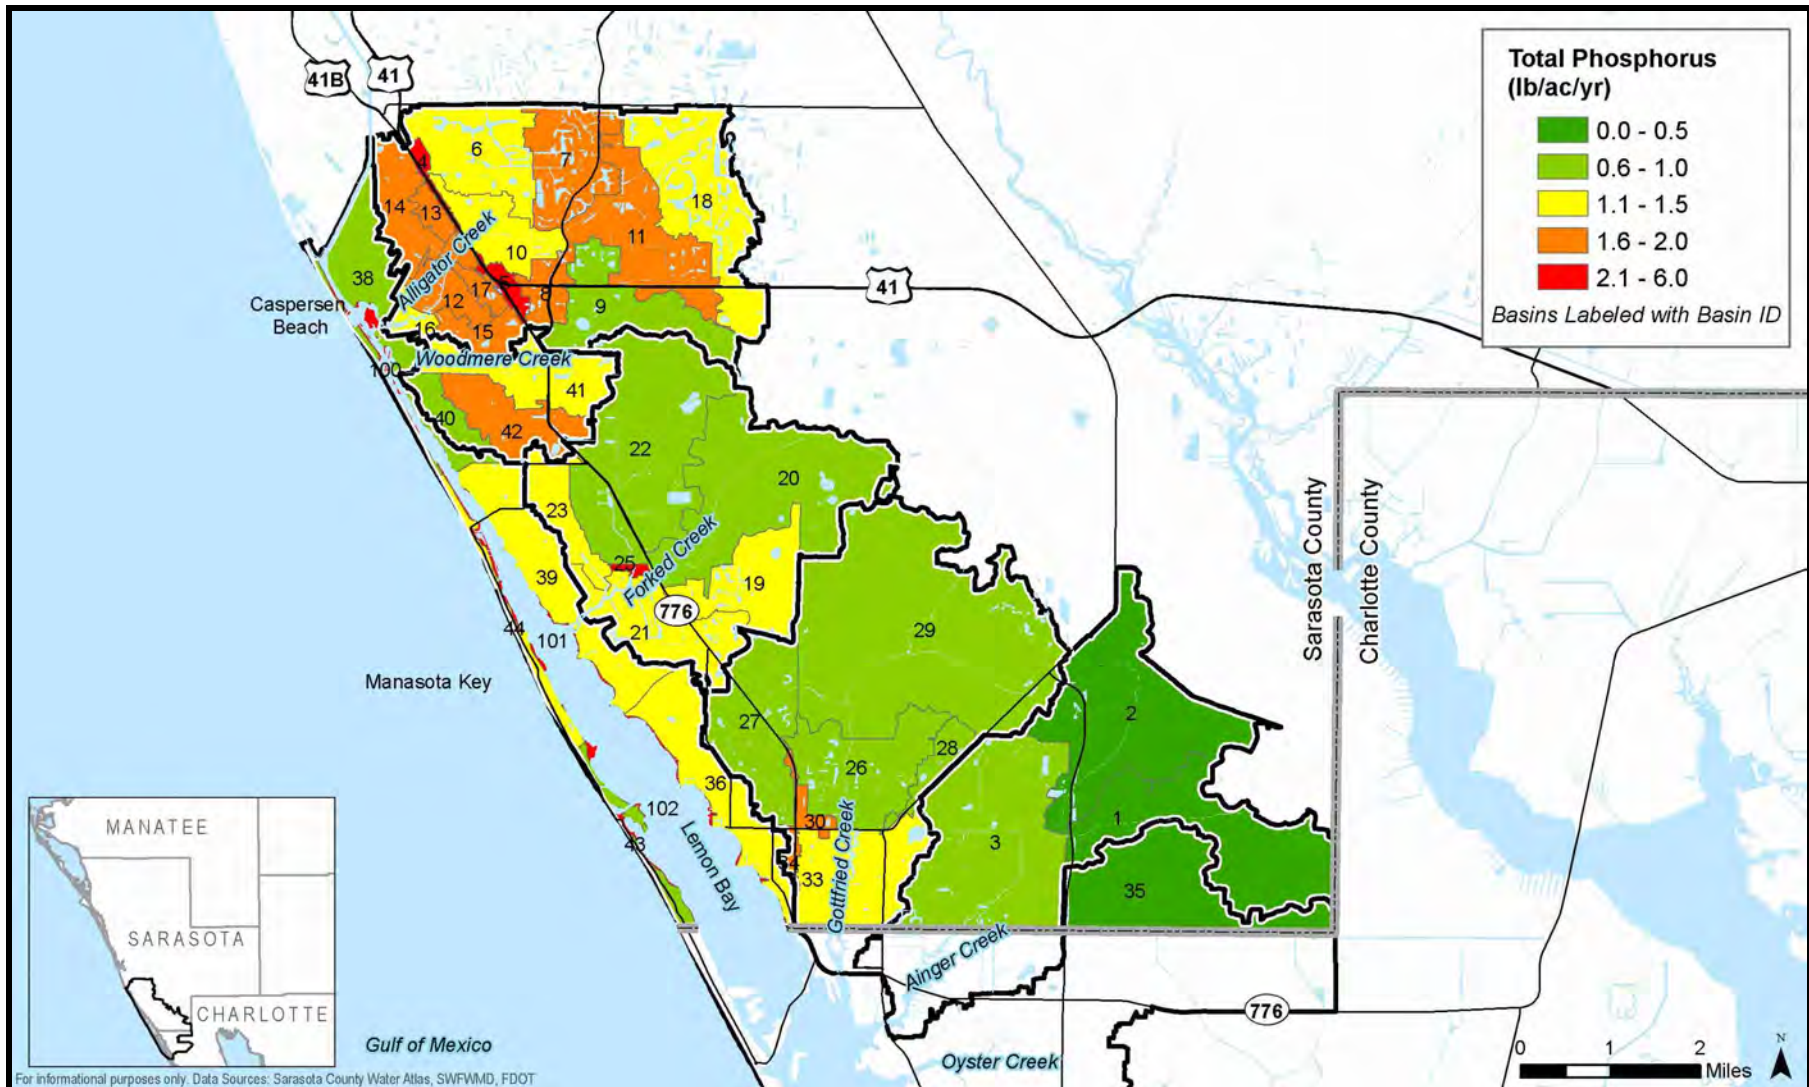 Total Phosphorus
(lb/ac/yr)
0.0 - 0.5
0.6 - 1.0
1.1 - 1.5
1.6 - 2.0
2.1 - 6.0
Basins Labeled with Basin ID
41B
41
4
6
7
18
14
13
10
11
Alligator Creek
38
5
8
17
12
9
41
Caspersen
Beach
16
15
Woodmere Creek
100
41
40
42
22
20
23
25
Forked Creek
39
19
776
44
101
21
29
Manasota Key
Sarasota County
Charlotte County
27
2
28
26
36
102
30
1
43
Lemon Bay
Gottfried Creek
3
34
33
35
Ainger Creek
776
Oyster Creek
Gulf of Mexico
MANATEE
SARASOTA
CHARLOTTE
0 1 2
Miles
N
For informational purposes only. Data Sources: Sarasota County Water Atlas, SWFWMD, FDOT